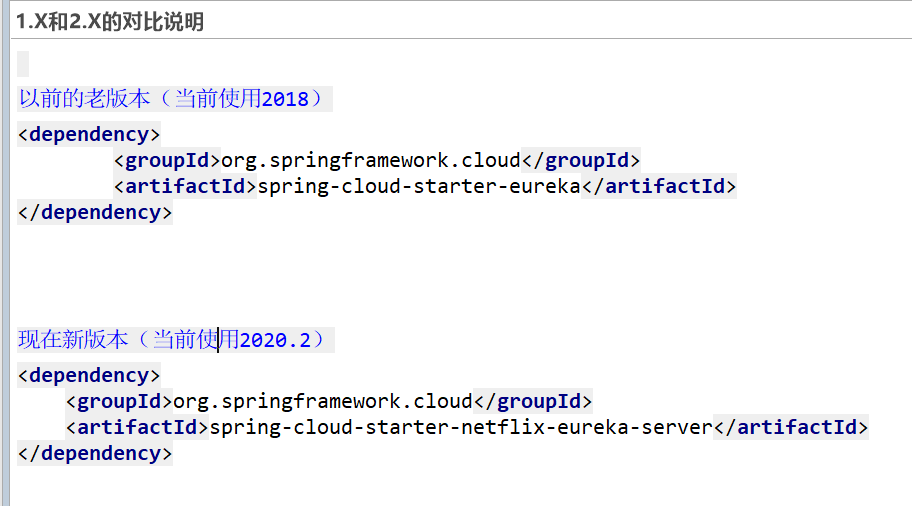 1.X和2.X的对比说明
以前的老版本（当前使用2018）
<dependency>
<groupId>org.springframework.cloud</groupId>
<artifactId>spring-cloud-starter-eureka</artifactId>
</dependency>
现在新版本（当前使用2020.2）
<dependency>
<groupId>org.springframework.cloud</groupId>
<artifactId>spring-cloud-starter-netflix-eureka-server</artifactId>
</dependency>